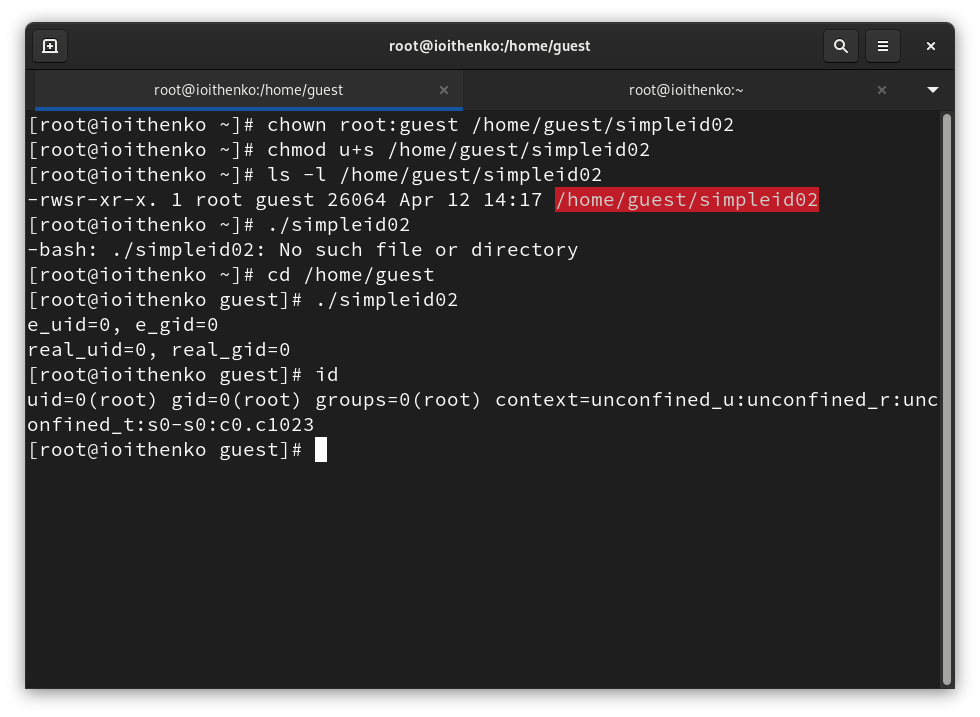 root@ioithenko:/home/guest
root@ioithenko:/home/guest
root@ioithenko:~
[root@ioithenko ~]# chown root:guest /home/guest/simpleid02
[root@ioithenko ~]# chmod u+s /home/guest/simpleid02
[root@ioithenko ~]# ls -l /home/guest/simpleid02
-rwsr-xr-x. 1 root guest 26064 Apr 12 14:17 /home/guest/simpleid02
[root@ioithenko ~]# ./simpleid02
-bash: ./simpleid02: No such file or directory
[root@ioithenko ~]# cd /home/guest
[root@ioithenko guest]# ./simpleid02
e_uid=0, e_gid=0
real_uid=0, real_gid=0
[root@ioithenko guest]# id
uid=0(root) gid=0(root) groups=0(root) context=unconfined_u:unconfined_r:unc
onfined_t:s0-s0:c0.c1023
[root@ioithenko guest]#